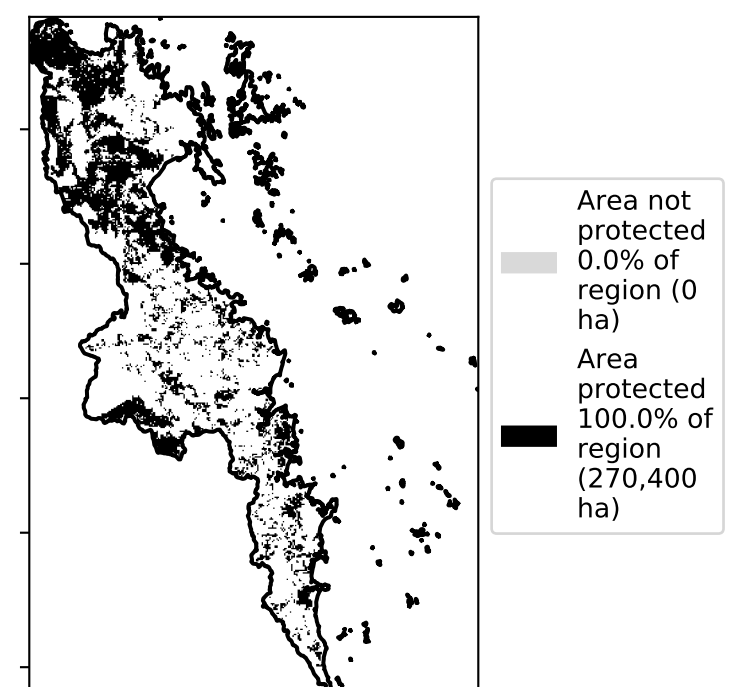 Area not
protected
0.0% of
region (0
ha)
Area
protected
100.0% of
region
(270,400
ha)